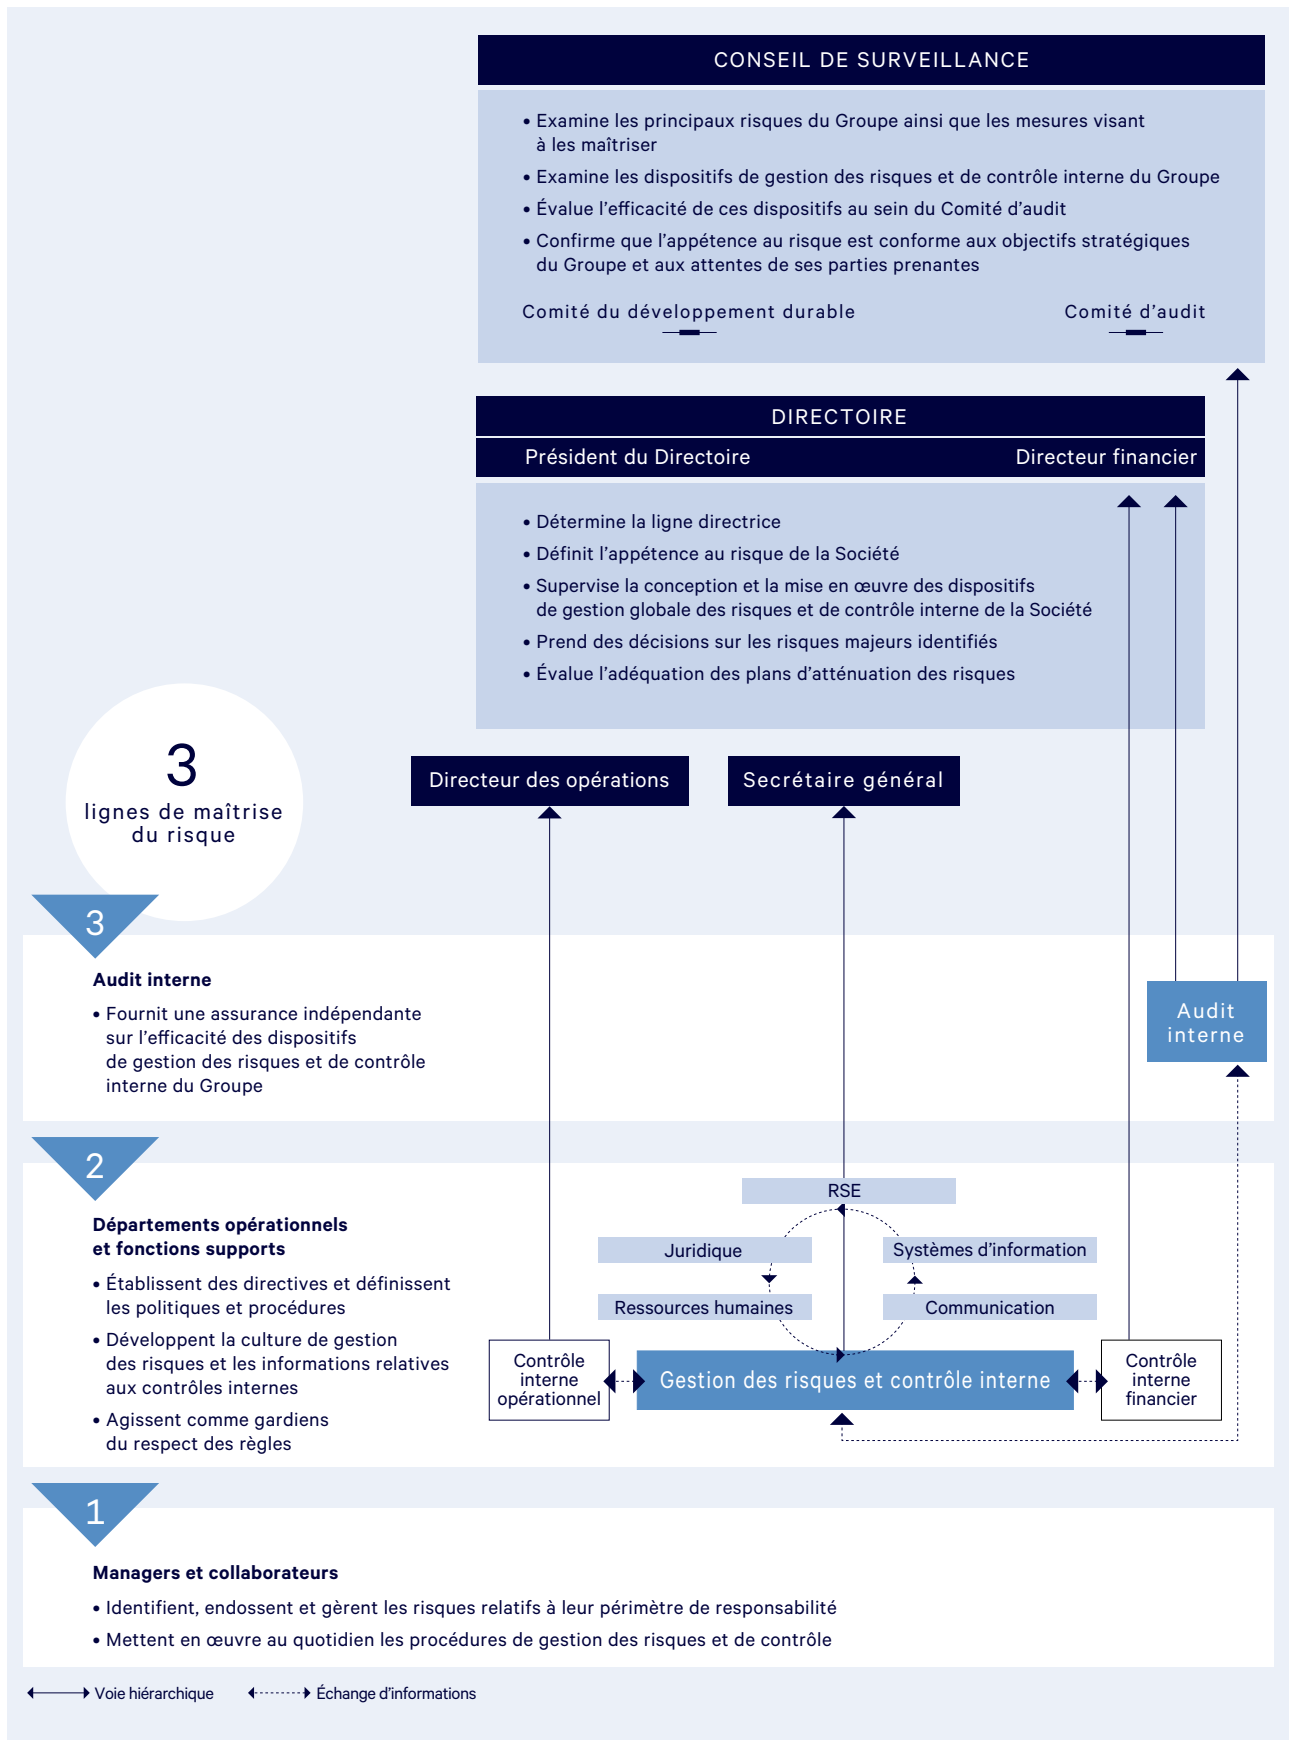 CONSEIL DE SURVEILLANCE
• Examine les principaux risques du Groupe ainsi que les mesures visant
à les maîtriser
• Examine les dispositifs de gestion des risques et de contrôle interne du Groupe
• Évalue l’efficacité de ces dispositifs au sein du Comité d’audit
• Confirme que l’appétence au risque est conforme aux objectifs stratégiques
du Groupe et aux attentes de ses parties prenantes
Comité du développement durable
Comité d’audit
DIRECTOIRE
Président du Directoire
Directeur financier
• Détermine la ligne directrice
• Définit l’appétence au risque de la Société
• Supervise la conception et la mise en œuvre des dispositifs
de gestion globale des risques et de contrôle interne de la Société
• Prend des décisions sur les risques majeurs identifiés
• Évalue l’adéquation des plans d’atténuation des risques
3
lignes de maîtrise
du risque
Directeur des opérations
Secrétaire général
3
Audit interne
• Fournit une assurance indépendante
sur l’efficacité des dispositifs
de gestion des risques et de contrôle
interne du Groupe
Audit
interne
2
Départements opérationnels
et fonctions supports
• Établissent des directives et définissent
les politiques et procédures
• Développent la culture de gestion
des risques et les informations relatives
aux contrôles internes
• Agissent comme gardiens
du respect des règles
RSE
Juridique
Systèmes d’information
Ressources humaines
Communication
Contrôle
interne
opérationnel
Gestion des risques et contrôle interne
Contrôle
interne
financier
1
Managers et collaborateurs
• Identifient, endossent et gèrent les risques relatifs à leur périmètre de responsabilité
• Mettent en œuvre au quotidien les procédures de gestion des risques et de contrôle
Voie hiérarchique
Échange d’informations